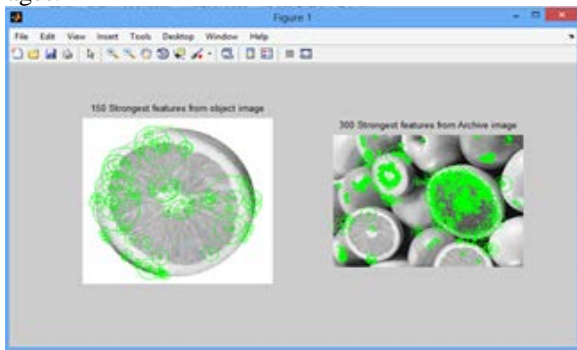 Figure 1
File Edit View Insert Tools Desktop Window Help
150 Strongest features from object image
300 Strongest features from Archive image